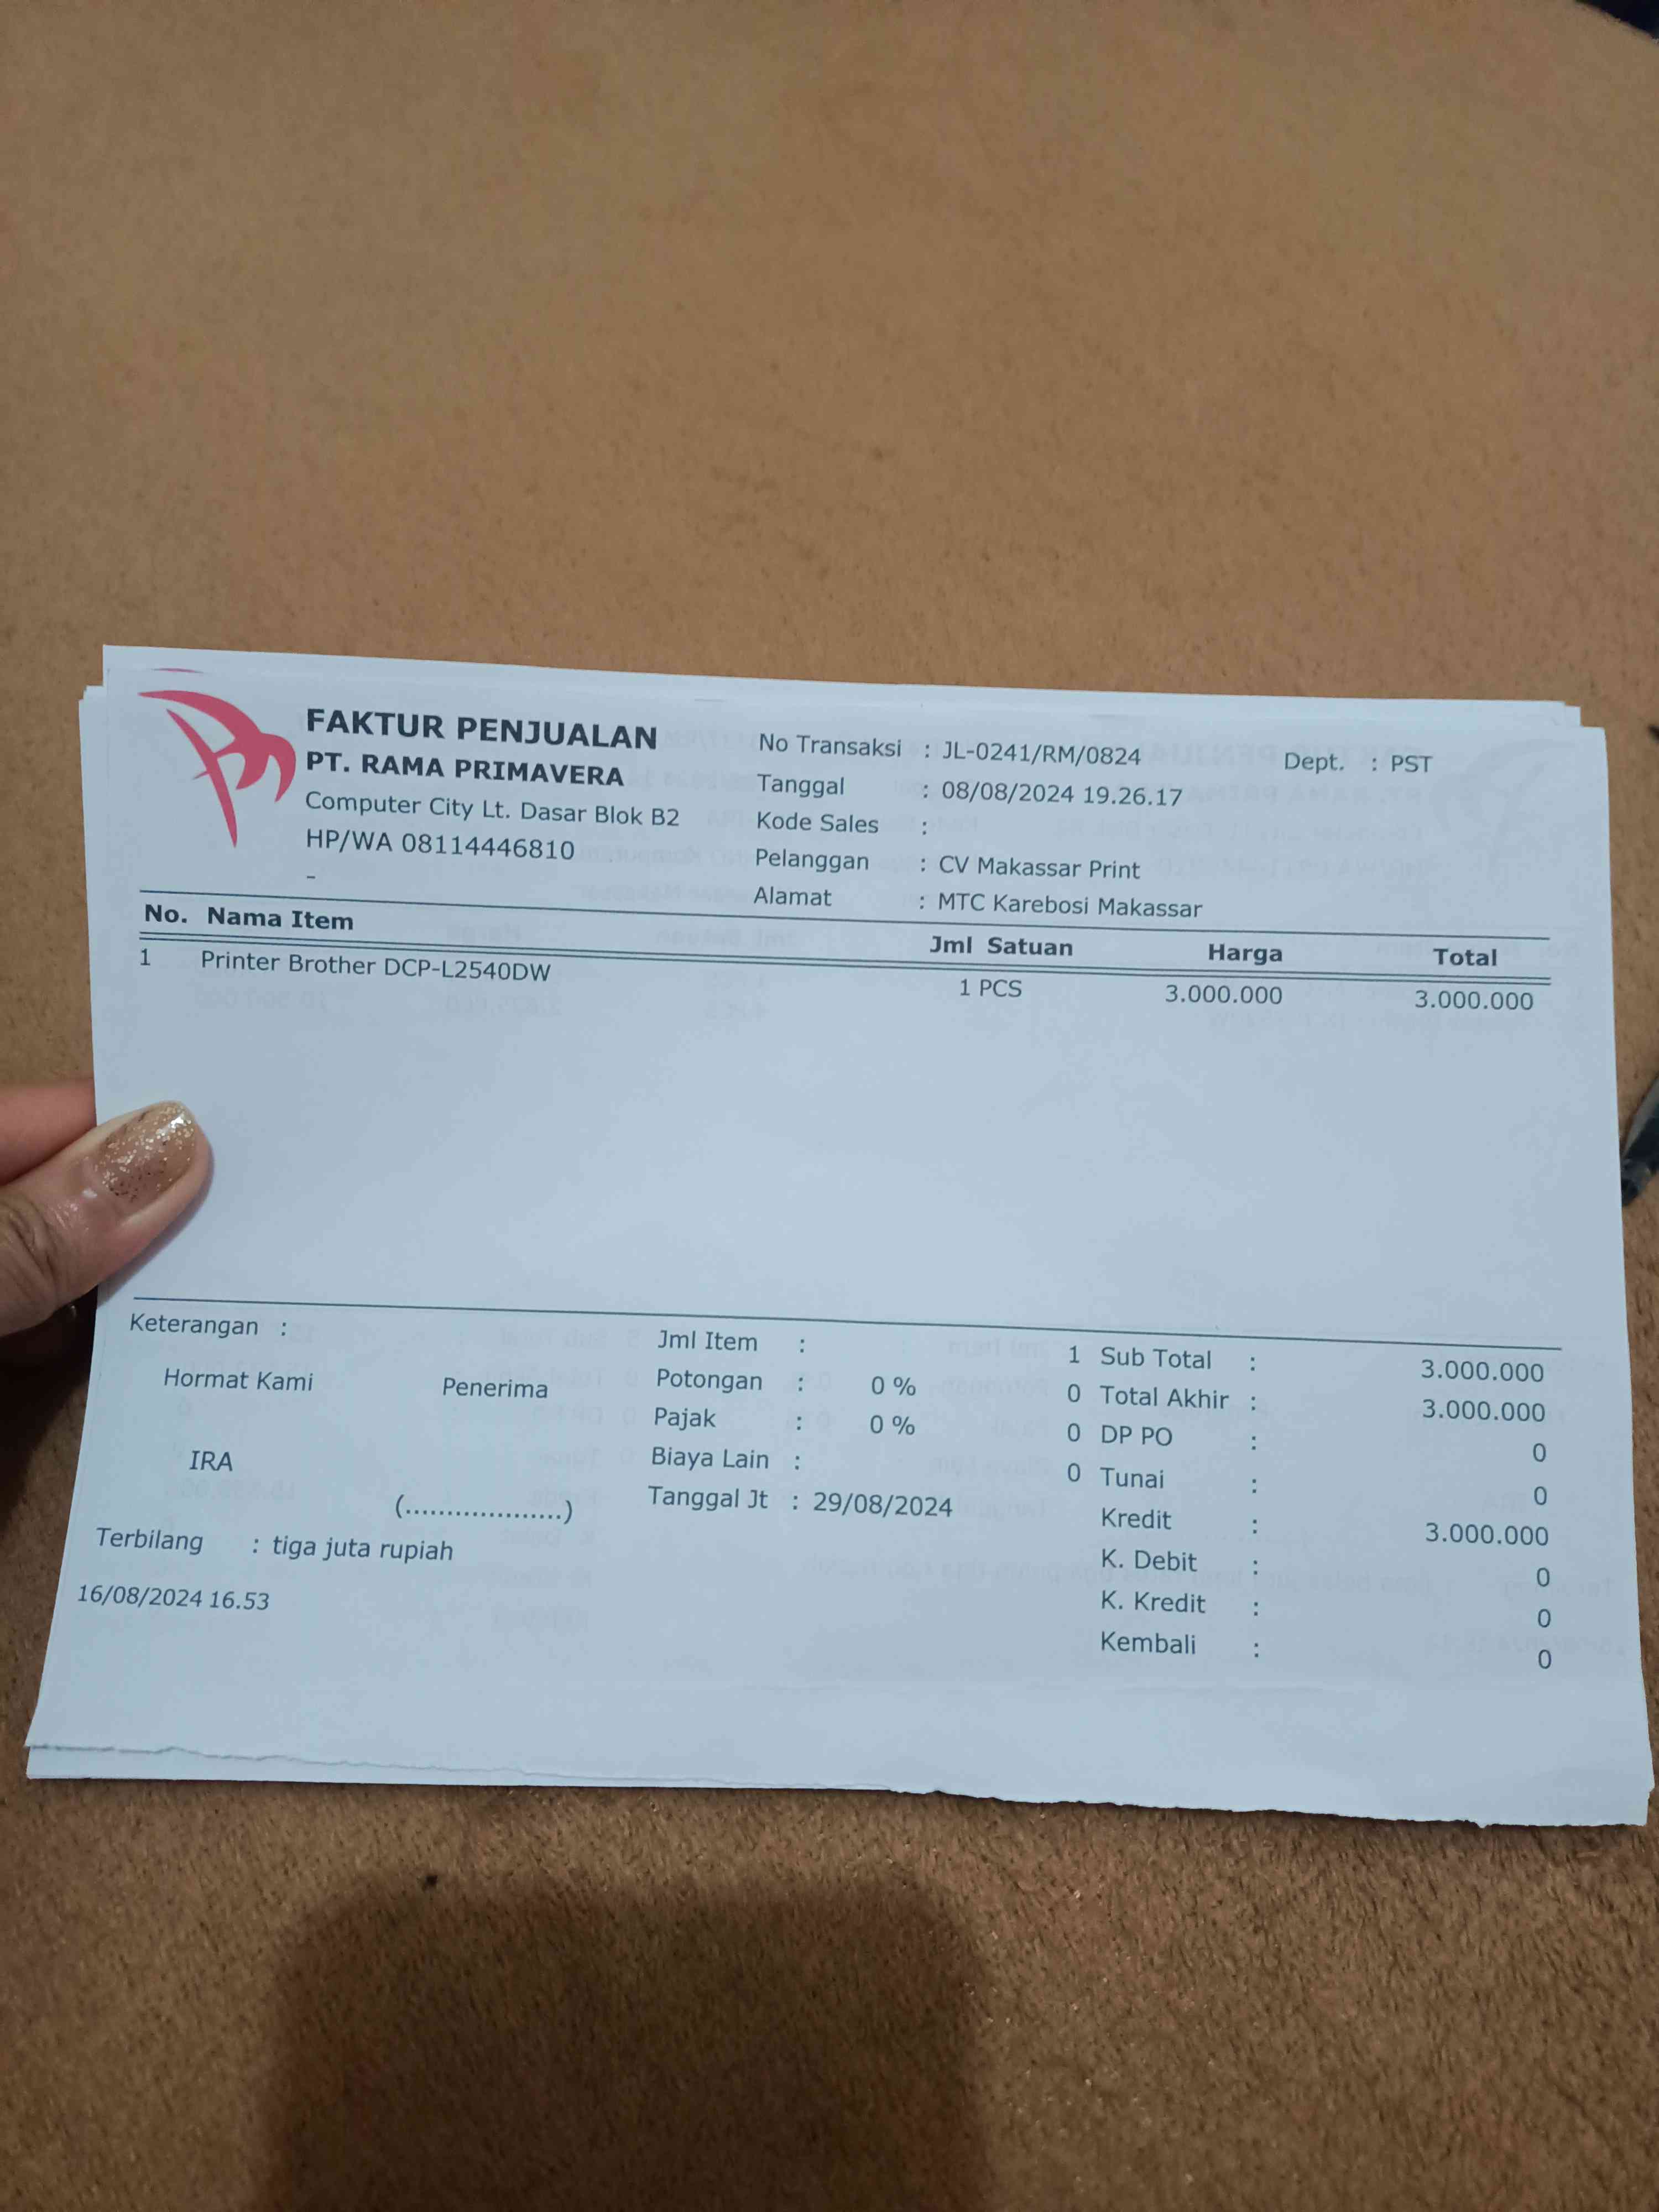 FAKTUR PENJUALAN
PT. RAMA PRIMAVERA
Computer City Lt. Dasar Blok B2
HP/WA 08114446810
-
No Transaksi : JL-0241/RM/0824 Dept. : PST
Tanggal : 08/08/2024 19.26.17
Kode Sales :
Pelanggan : CV Makassar Print
Alamat : MTC Karebosi Makassar
No. Nama Item Jml Satuan Harga Total
1 Printer Brother DCP-L2540DW 1 PCS 3.000.000 3.000.000
Keterangan :
Hormat Kami Penerima
IRA
(...................)
Jml Item : 1
Potongan : 0 % 0
Pajak : 0 % 0
Biaya Lain : 0
Tanggal Jt : 29/08/2024
Sub Total : 3.000.000
Total Akhir : 3.000.000
DP PO : 0
Tunai : 0
Kredit : 3.000.000
K. Debit : 0
K. Kredit : 0
Kembali : 0
Terbilang : tiga juta rupiah
16/08/2024 16.53